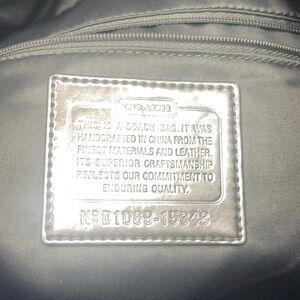 COACH
THIS IS A COACH BAG. IT WAS
HANDCRAFTED IN CHINA FROM THE
FINEST MATERIALS AND LEATHER.
ITS SUPERIOR CRAFTSMANSHIP
REFLECTS OUR COMMITMENT TO
ENDURING QUALITY.
Nº D1069-15343